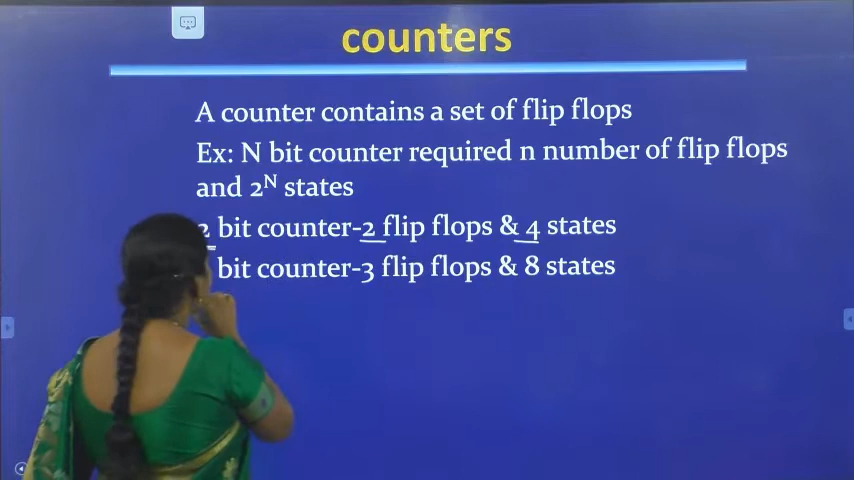 counters
A counter contains a set of flip flops
Ex: N bit counter required n number of flip flops
and 2ᴺ states
2 bit counter-2 flip flops & 4 states
bit counter-3 flip flops & 8 states